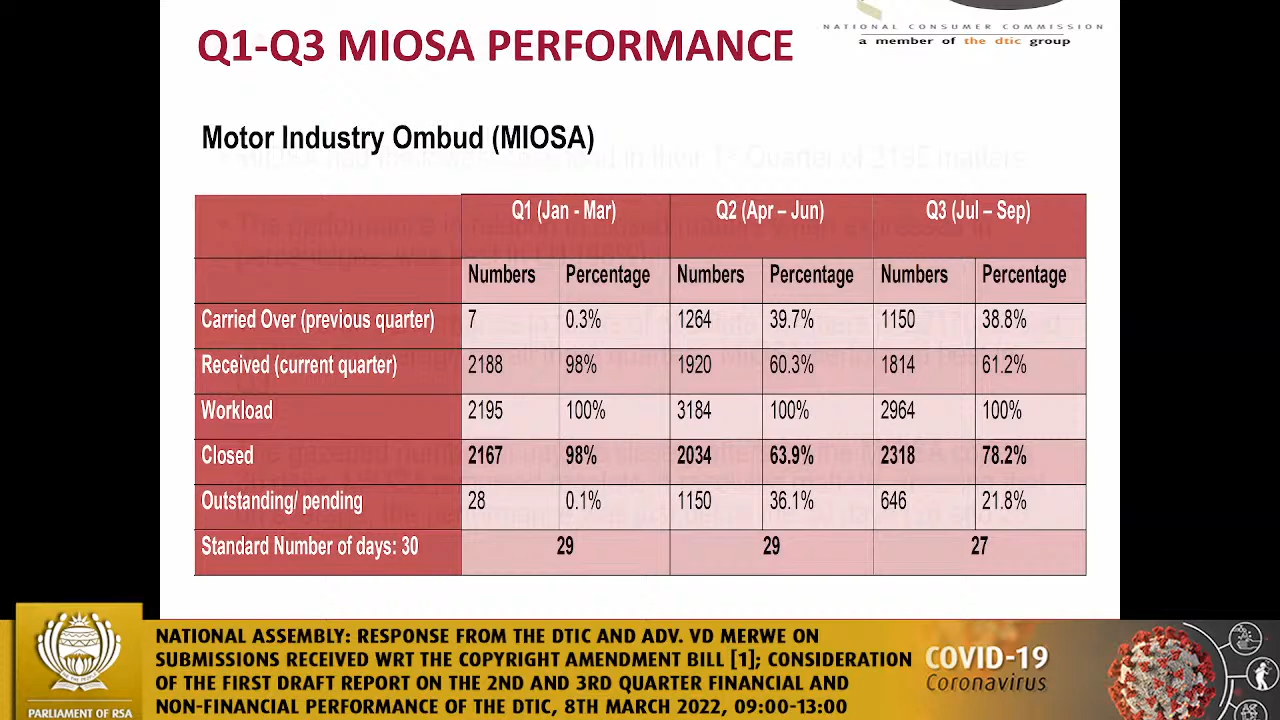 Q1-Q3 MIOSA PERFORMANCE
NATIONAL CONSUMER COMMISSION
a member of the dtic group
Motor Industry Ombud (MIOSA)
Q1 (Jan - Mar) Q2 (Apr – Jun) Q3 (Jul – Sep)
Numbers Percentage Numbers Percentage Numbers Percentage
Carried Over (previous quarter) 7 0.3% 1264 39.7% 1150 38.8%
Received (current quarter) 2188 98% 1920 60.3% 1814 61.2%
Workload 2195 100% 3184 100% 2964 100%
Closed 2167 98% 2034 63.9% 2318 78.2%
Outstanding/ pending 28 0.1% 1150 36.1% 646 21.8%
Standard Number of days: 30 29 29 27
NATIONAL ASSEMBLY: RESPONSE FROM THE DTIC AND ADV. VD MERWE ON
SUBMISSIONS RECEIVED WRT THE COPYRIGHT AMENDMENT BILL [1]; CONSIDERATION
OF THE FIRST DRAFT REPORT ON THE 2ND AND 3RD QUARTER FINANCIAL AND
NON-FINANCIAL PERFORMANCE OF THE DTIC, 8TH MARCH 2022, 09:00-13:00
PARLIAMENT OF RSA
COVID-19
Coronavirus